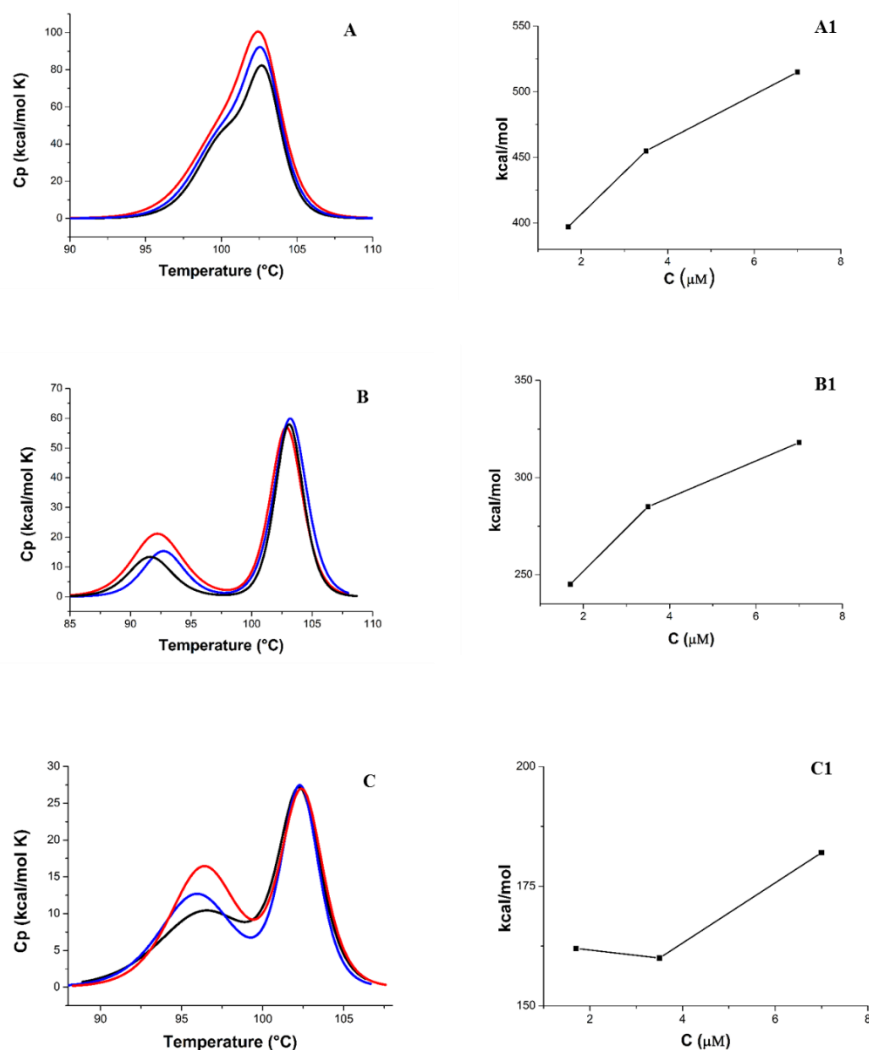 A
Cp (kcal/mol K)
120
100
80
60
40
20
0
90 95 100 105 110
Temperature (°C)
A1
kcal/mol
550
500
450
400
2 4 6 8
C (μM)
B
Cp (kcal/mol K)
70
60
50
40
30
20
10
0
85 90 95 100 105 110
Temperature (°C)
B1
kcal/mol
350
300
250
2 4 6 8
C (μM)
C
Cp (kcal/mol K)
30
25
20
15
10
5
0
90 95 100 105
Temperature (°C)
C1
kcal/mol
200
175
150
2 4 6 8
C (μM)